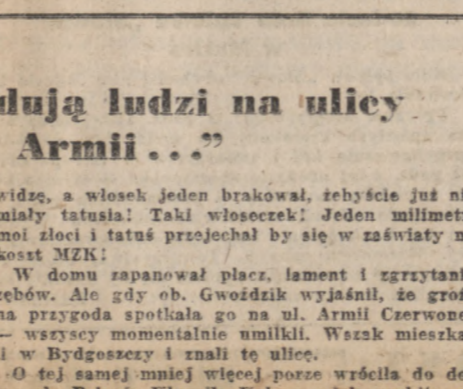 dują ludzi na ulicy
Armii . . .”
widzę, a włosek jeden brakował, żebyście już ni
miały tatusia! Taki włoseczek! Jeden milimet
moi złoci i tatuś przejechał by się w zaświaty n
koszt MZK!
W domu zapanował płacz, lament i zgrzytani
zębów. Ale gdy ob. Gwoździk wyjaśnił, że groź
na przygoda spotkała go na ul. Armii Czerwone
— wszyscy momentalnie umilkli. Wszak mieszka
i w Bydgoszczy i znali tę ulicę.
O tej samej mniej więcej porze wróciła do de